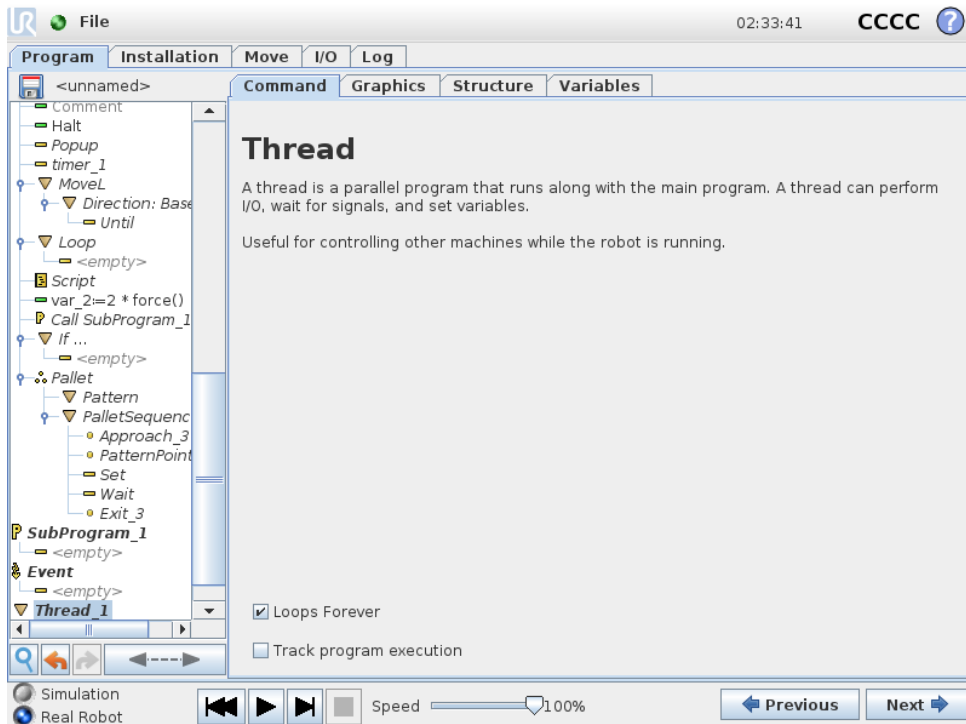 UR File 02:33:41 CCCC ?
Program Installation Move I/O Log
<unnamed>
Command Graphics Structure Variables
Comment
Halt
Popup
timer_1
MoveL
Direction: Base
Until
Loop
<empty>
Script
var_2:=2 * force()
P Call SubProgram_1
If ...
<empty>
Pallet
Pattern
PalletSequenc
Approach_3
PatternPoint
Set
Wait
Exit_3
P SubProgram_1
<empty>
Event
<empty>
Thread_1
Thread
A thread is a parallel program that runs along with the main program. A thread can perform
I/O, wait for signals, and set variables.
Useful for controlling other machines while the robot is running.
Loops Forever
Track program execution
Simulation
Real Robot
Speed 100%
Previous Next